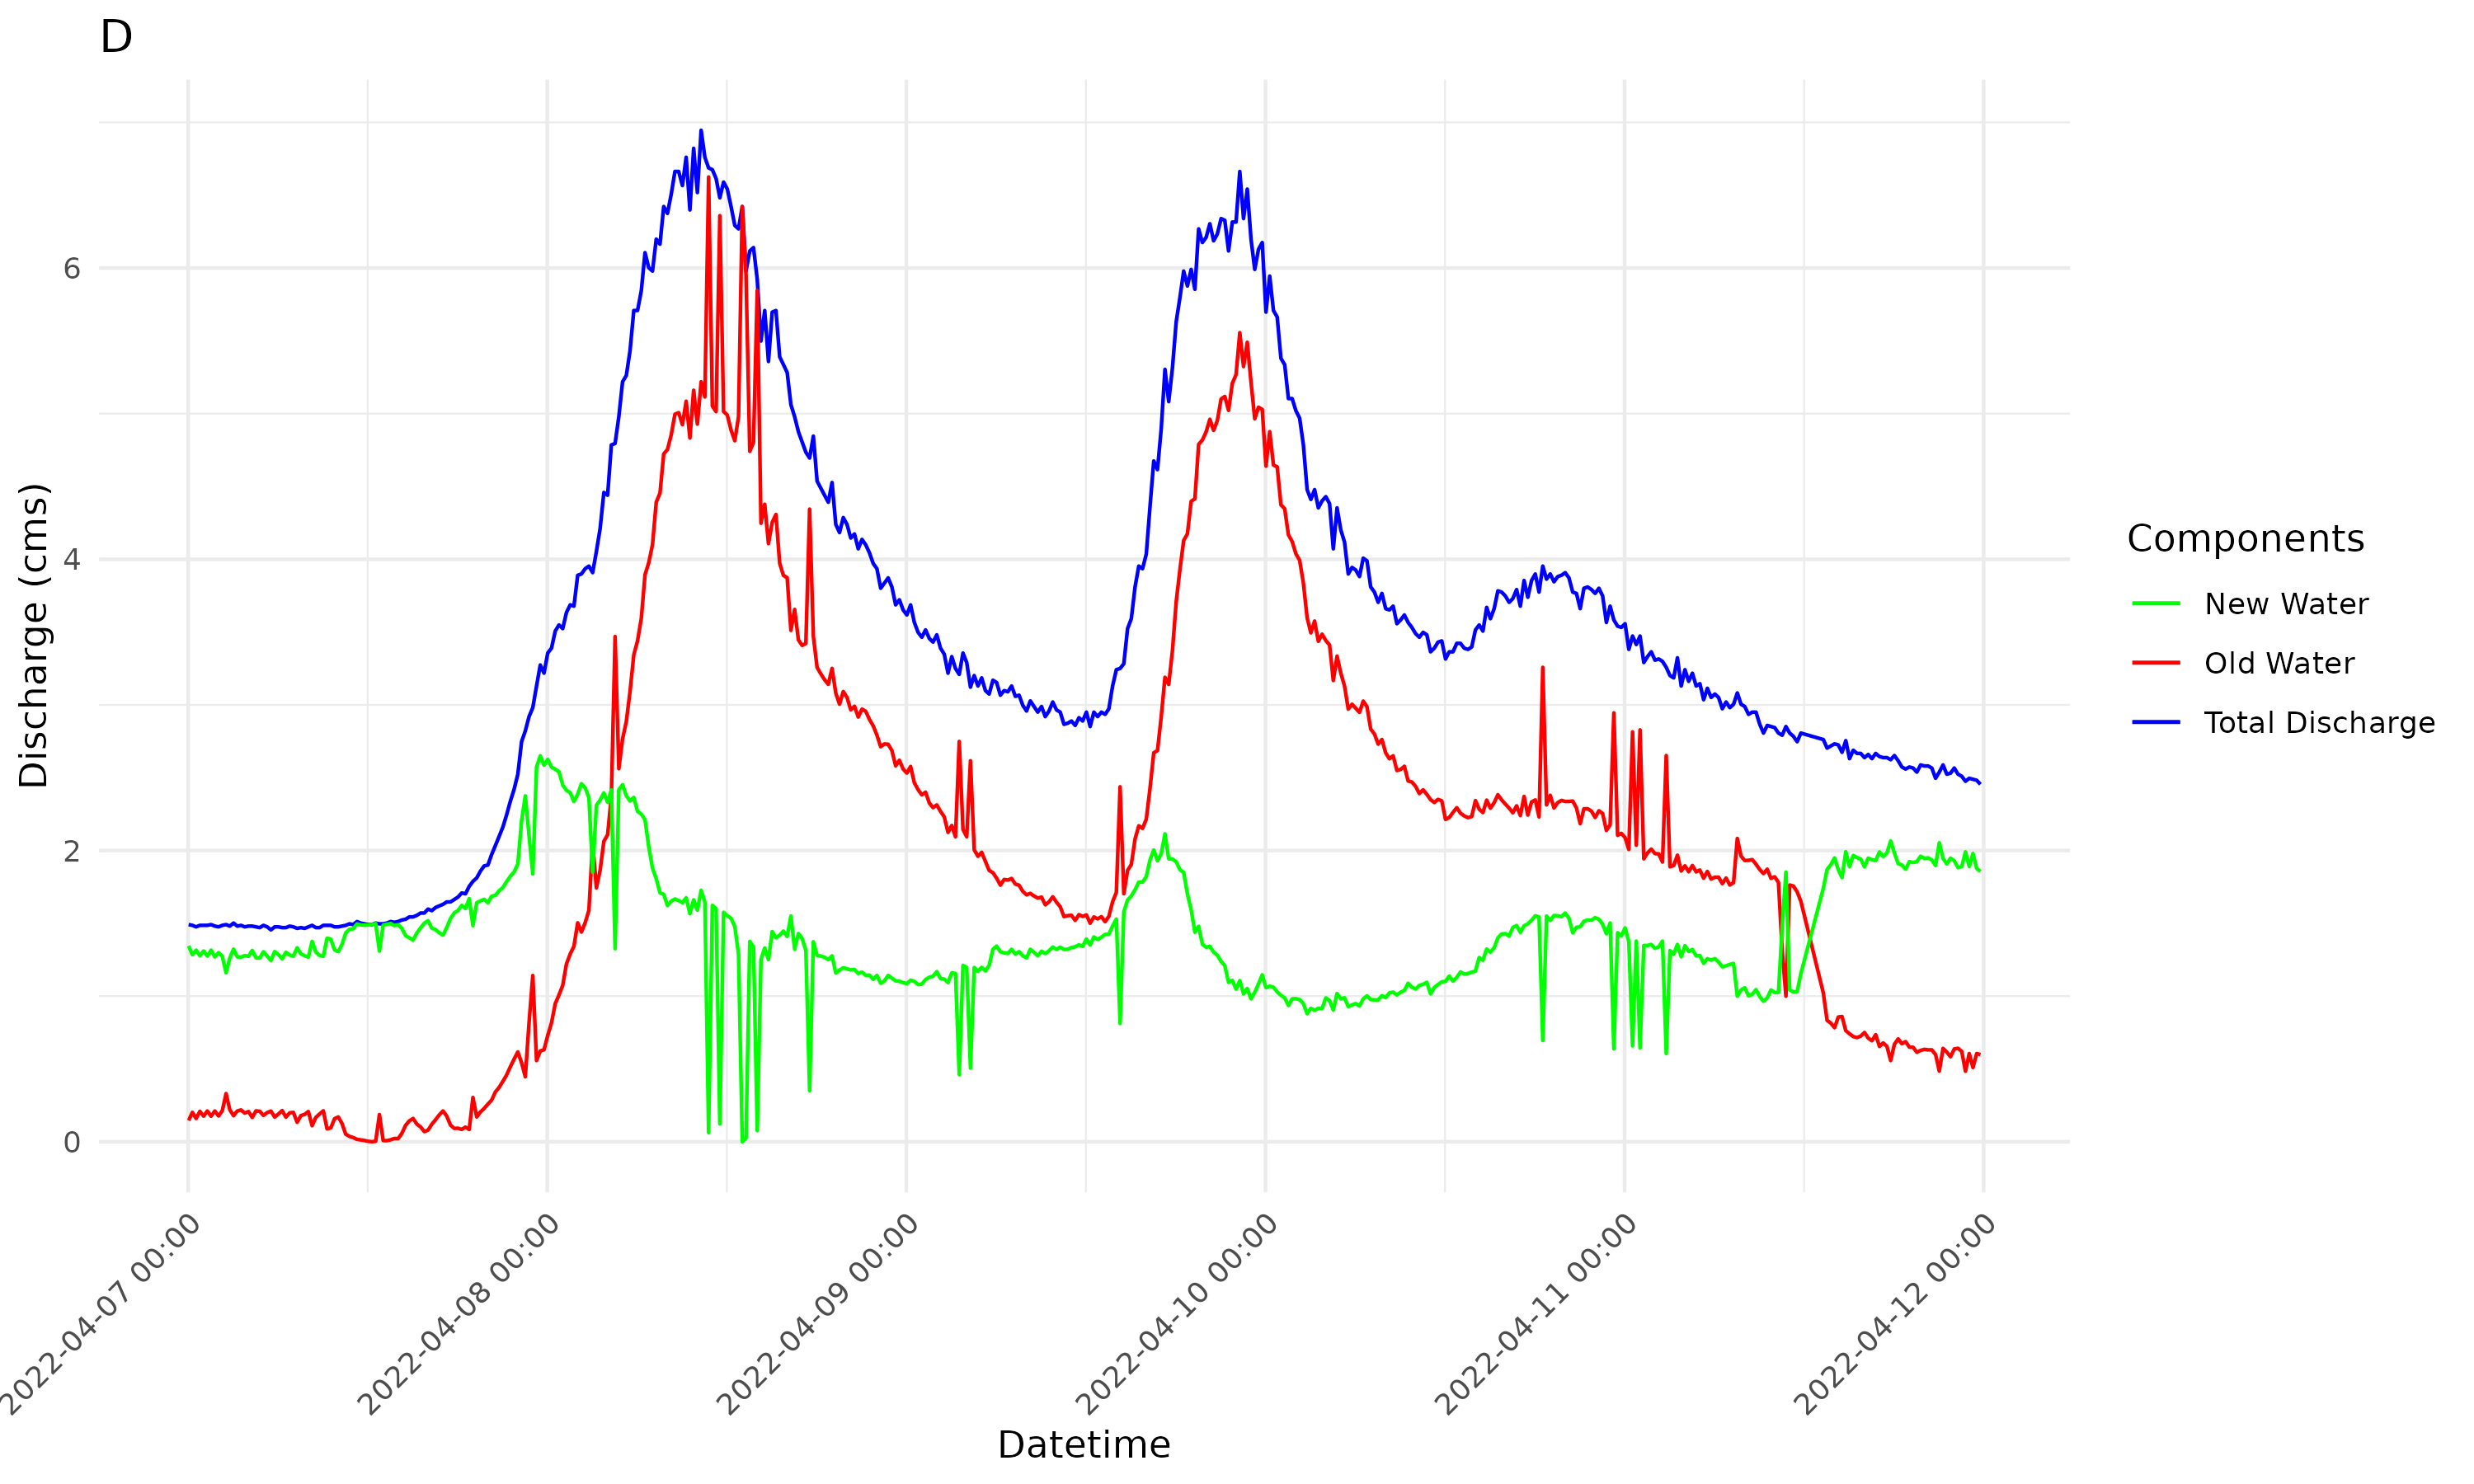 D
Discharge (cms)
6
4
2
0
2022-04-07 00:00
2022-04-08 00:00
2022-04-09 00:00
2022-04-10 00:00
2022-04-11 00:00
2022-04-12 00:00
Datetime
Components
New Water
Old Water
Total Discharge